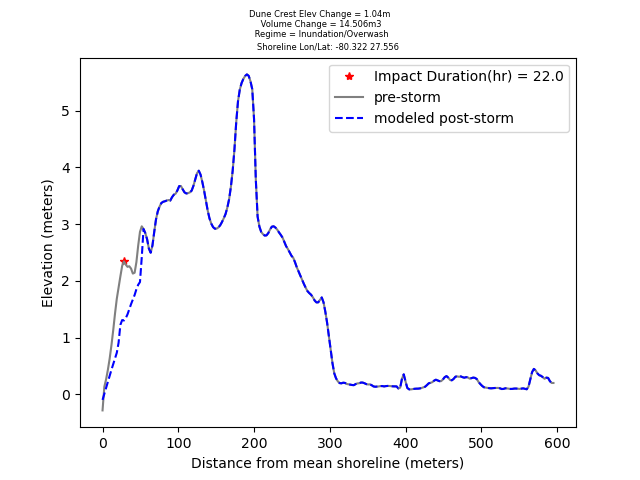 Dune Crest Elev Change = 1.04m
Volume Change = 14.506m3
Regime = Inundation/Overwash
Shoreline Lon/Lat: -80.322 27.556
Impact Duration(hr) = 22.0
pre-storm
modeled post-storm
Elevation (meters)
5
4
3
2
1
0
0 100 200 300 400 500 600
Distance from mean shoreline (meters)